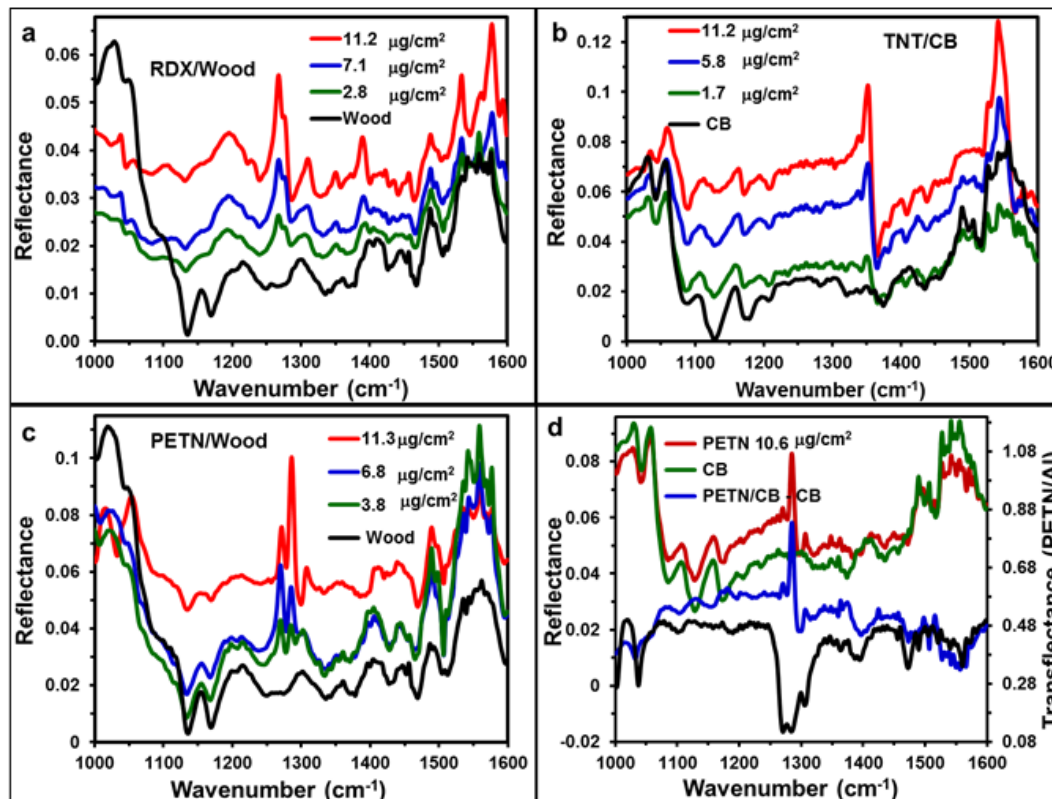 a
RDX/Wood
11.2 µg/cm²
7.1 µg/cm²
2.8 µg/cm²
Wood
Reflectance
0.06
0.05
0.04
0.03
0.02
0.01
0.00
1000 1100 1200 1300 1400 1500 1600
Wavenumber (cm⁻¹)
b
TNT/CB
11.2 µg/cm²
5.8 µg/cm²
1.7 µg/cm²
CB
Reflectance
0.12
0.1
0.08
0.06
0.04
0.02
0
1000 1100 1200 1300 1400 1500 1600
Wavenumber (cm⁻¹)
c
PETN/Wood
11.3 µg/cm²
6.8 µg/cm²
3.8 µg/cm²
Wood
Reflectance
0.1
0.08
0.06
0.04
0.02
0
1000 1100 1200 1300 1400 1500 1600
Wavenumber (cm⁻¹)
d
PETN 10.6 µg/cm²
CB
PETN/CB - CB
Reflectance
0.08
0.06
0.04
0.02
0
-0.02
1.08
0.88
0.68
0.48
0.28
0.08
Transflectance (PETN/Al)
1000 1100 1200 1300 1400 1500 1600
Wavenumber (cm⁻¹)